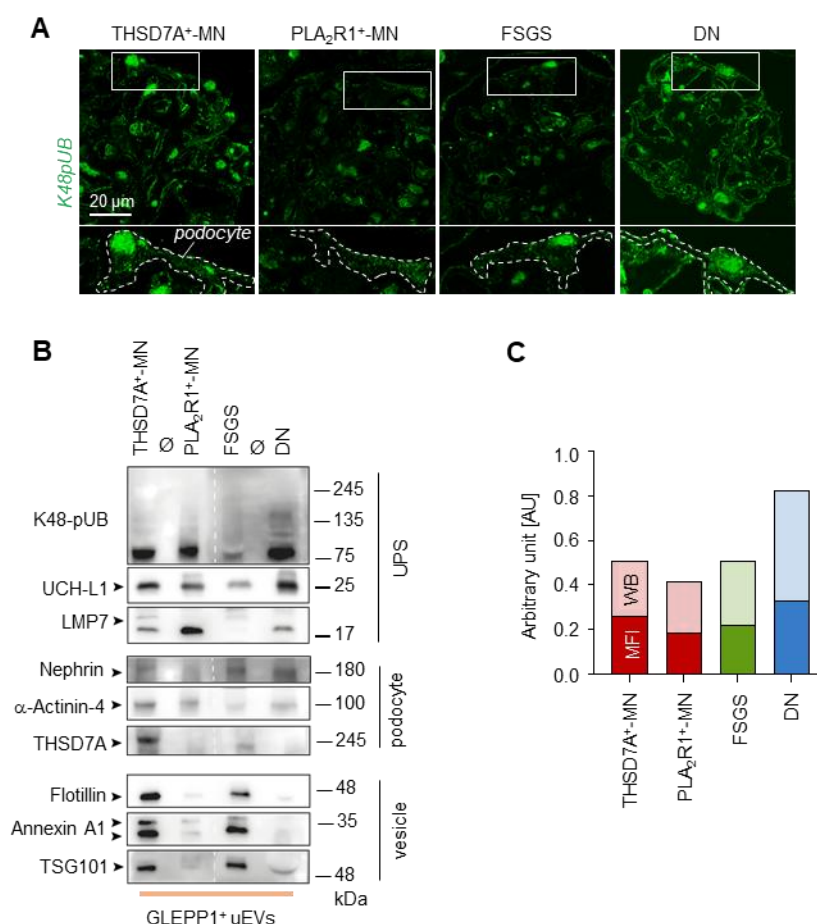 A
THSD7A⁺-MN PLA₂R1⁺-MN FSGS DN
K48pUB
20 µm
podocyte
B
THSD7A⁺-MN
Ø
PLA₂R1⁺-MN
FSGS
Ø
DN
K48-pUB
245
135
75
UCH-L1
25
LMP7
17
UPS
Nephrin
180
α-Actinin-4
100
THSD7A
245
podocyte
Flotillin
48
Annexin A1
35
TSG101
48
vesicle
kDa
GLEPP1⁺ uEVs
C
Arbitrary unit [AU]
1.0
0.8
0.6
0.4
0.2
0.0
WB
MFI
THSD7A⁺-MN
PLA₂R1⁺-MN
FSGS
DN